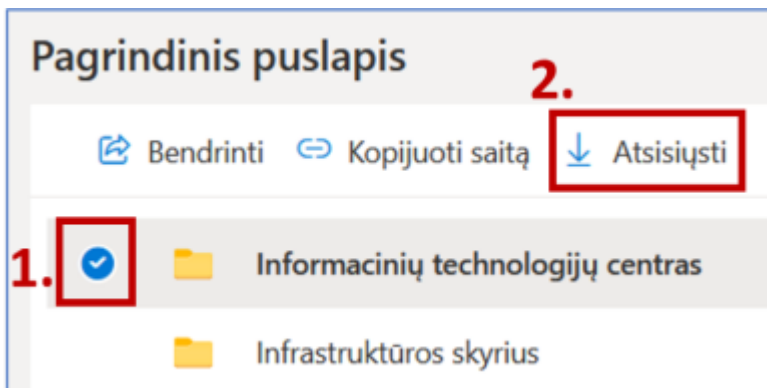 Pagrindinis puslapis
2.
Bendrinti Kopijuoti saitą Atsisiųsti
1. Informacinių technologijų centras
Infrastruktūros skyrius